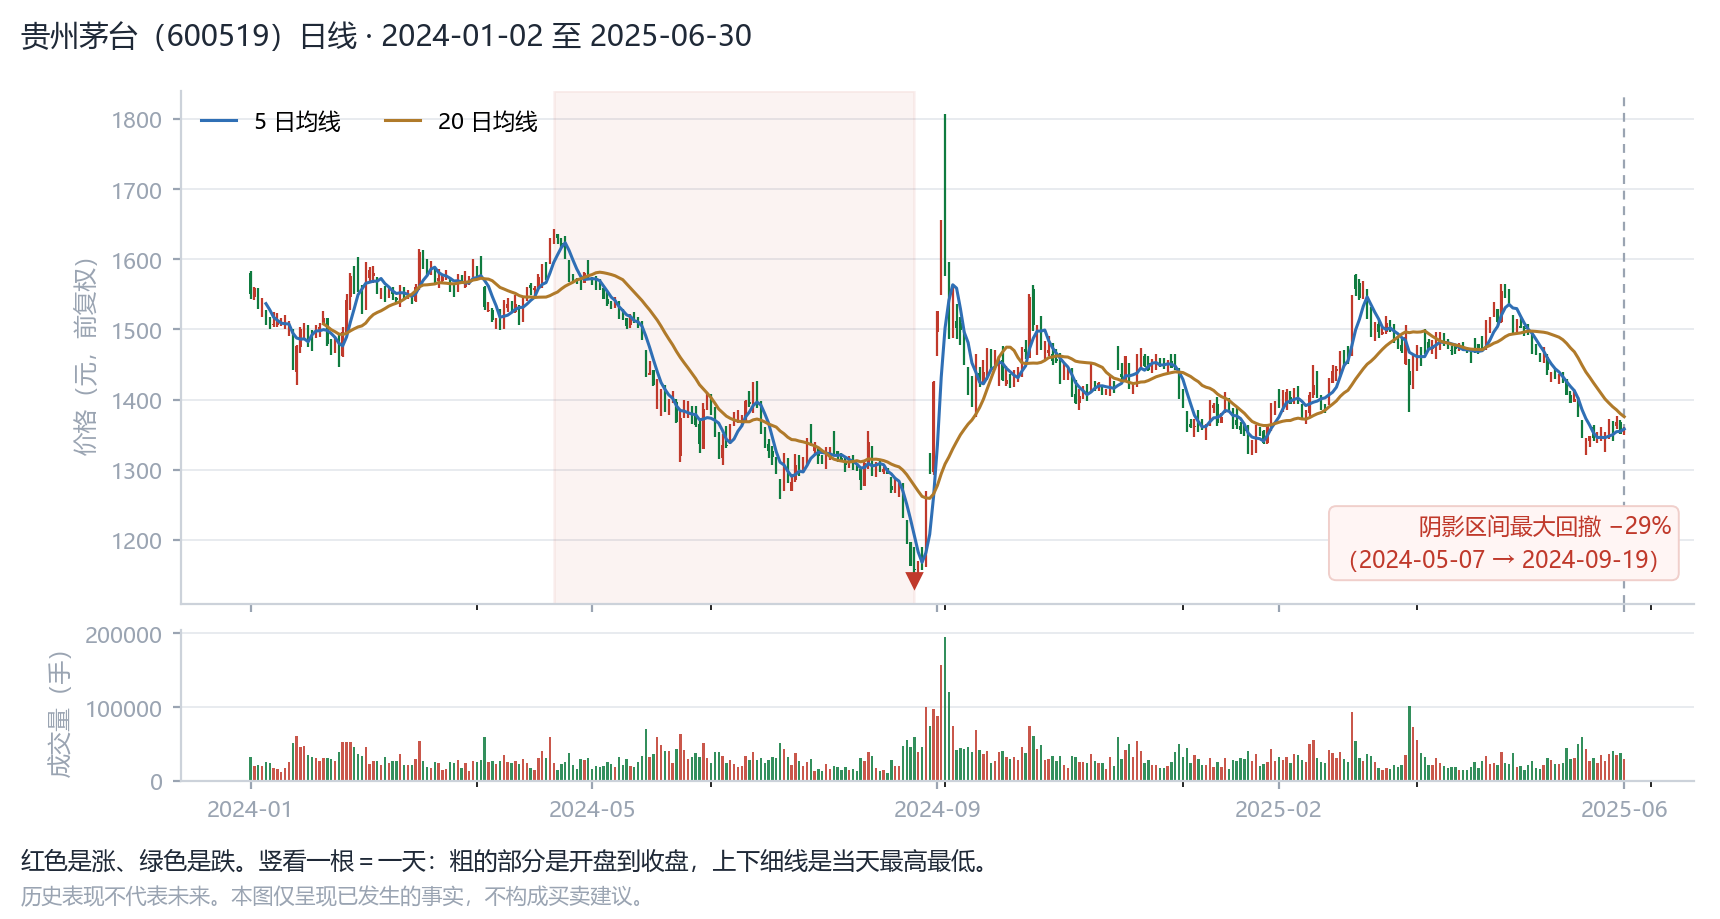 贵州茅台（600519）日线 · 2024-01-02 至 2025-06-30
5 日均线
20 日均线
价格（元，前复权）
1800
1700
1600
1500
1400
1300
1200
阴影区间最大回撤 −29%
（2024-05-07 → 2024-09-19）
成交量（手）
200000
100000
0
2024-01
2024-05
2024-09
2025-02
2025-06
红色是涨、绿色是跌。竖看一根＝一天：粗的部分是开盘到收盘，上下细线是当天最高最低。
历史表现不代表未来。本图仅呈现已发生的事实，不构成买卖建议。